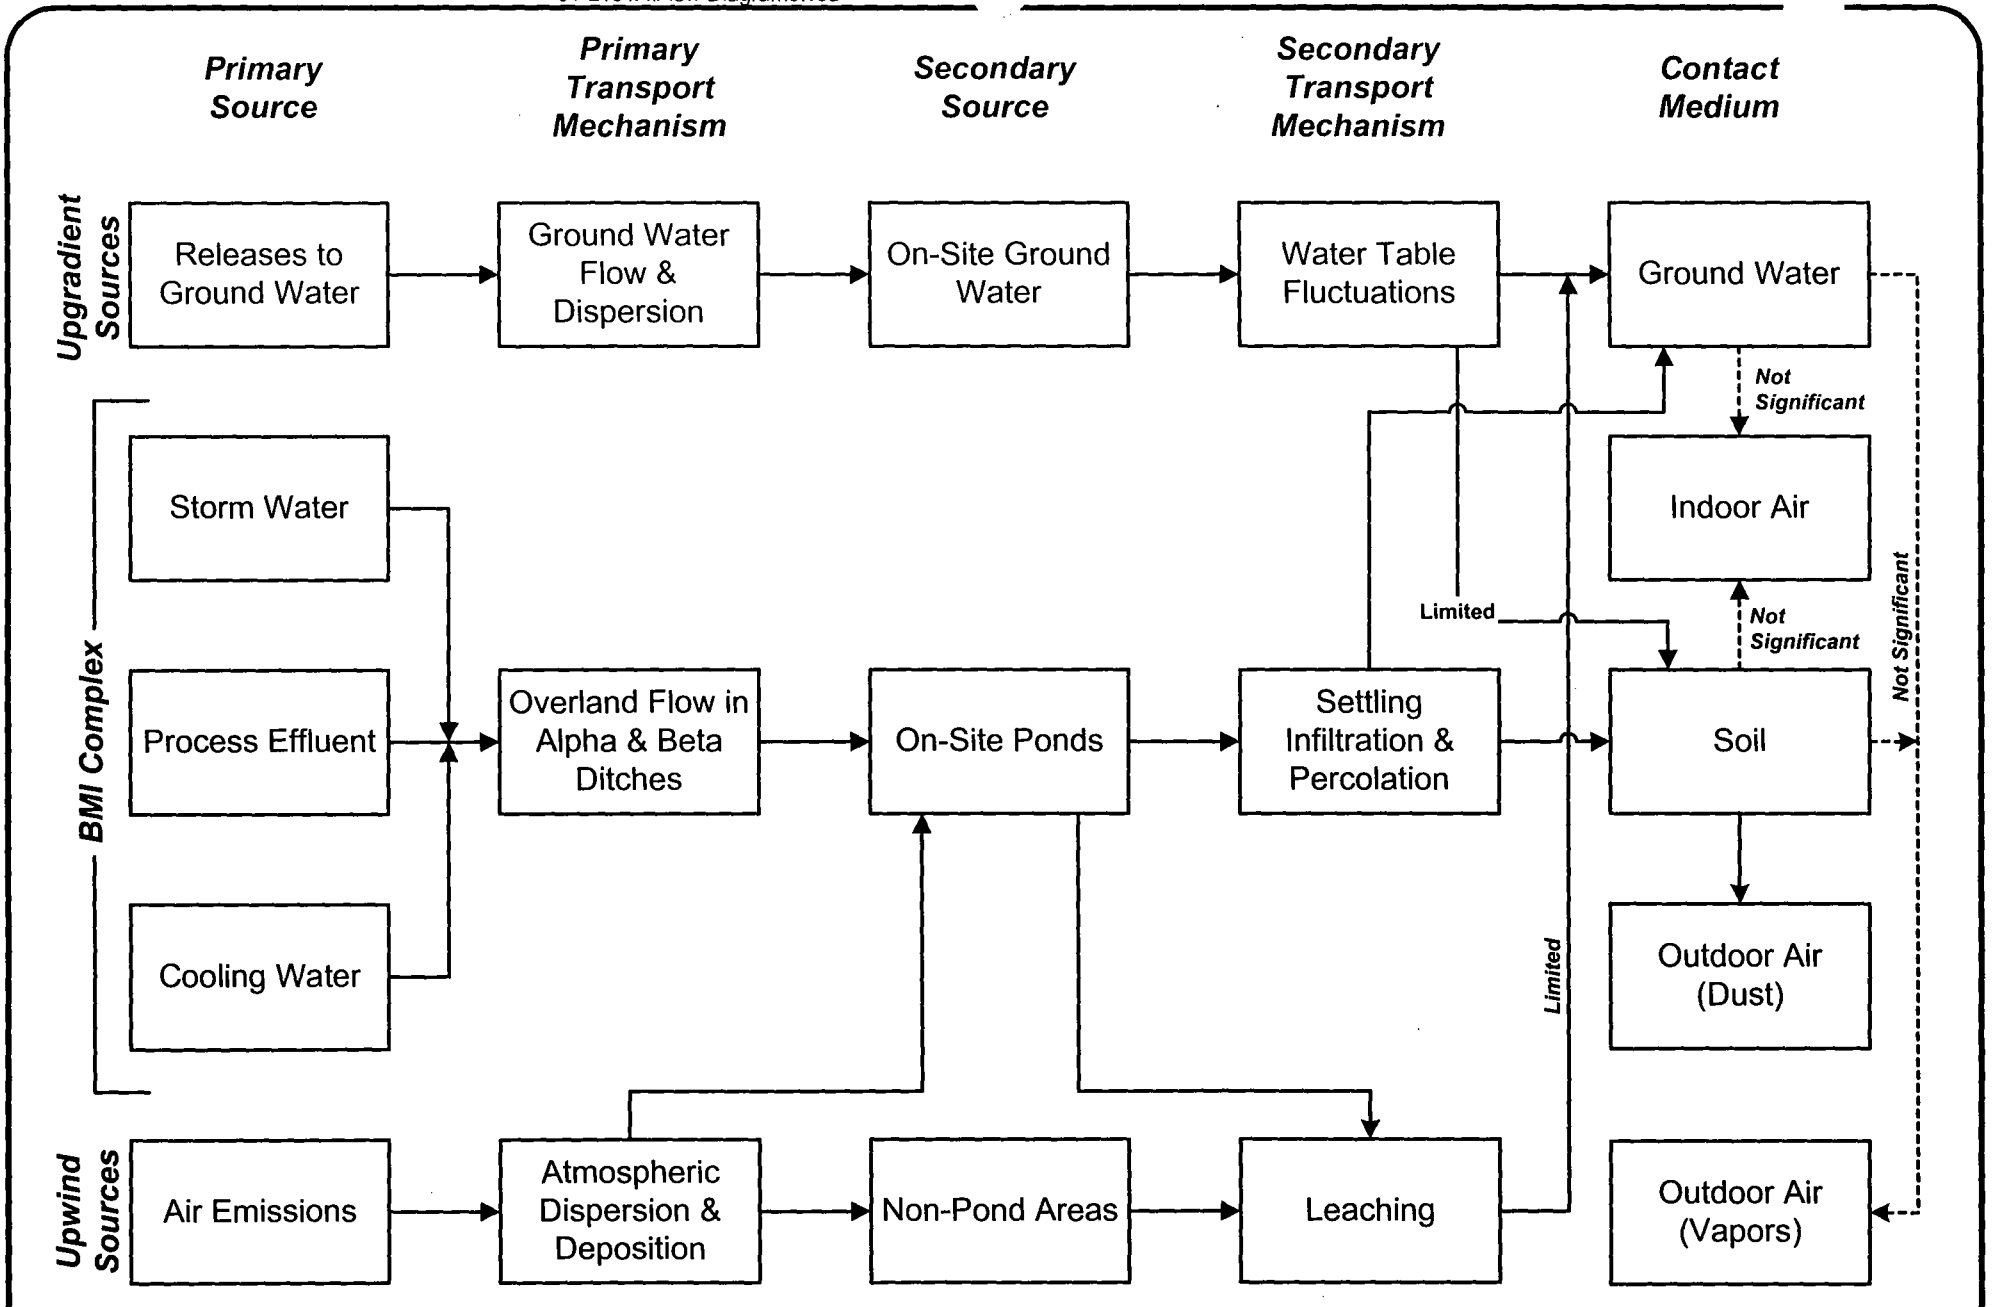 Primary
Source
Primary
Transport
Mechanism
Secondary
Source
Secondary
Transport
Mechanism
Contact
Medium
Upgradient
Sources
Releases to
Ground Water
Ground Water
Flow &
Dispersion
On-Site Ground
Water
Water Table
Fluctuations
Ground Water
Not
Significant
BMI Complex
Storm Water
Indoor Air
Limited
Not
Significant
Not Significant
Process Effluent
Overland Flow in
Alpha & Beta
Ditches
On-Site Ponds
Settling
Infiltration &
Percolation
Soil
Cooling Water
Limited
Outdoor Air
(Dust)
Upwind
Sources
Air Emissions
Atmospheric
Dispersion &
Deposition
Non-Pond Areas
Leaching
Outdoor Air
(Vapors)